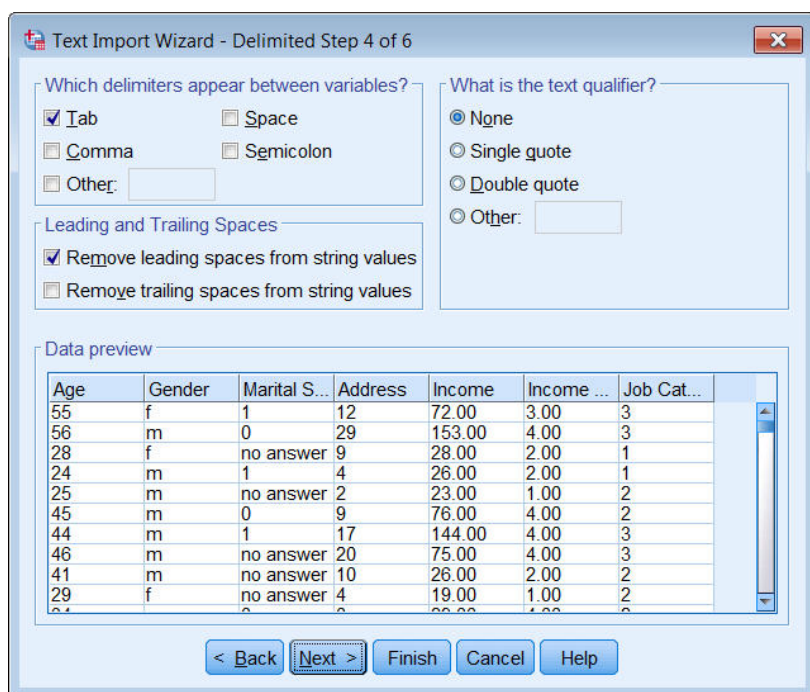 Text Import Wizard - Delimited Step 4 of 6
Which delimiters appear between variables?
Tab
Space
Comma
Semicolon
Other:
Leading and Trailing Spaces
Remove leading spaces from string values
Remove trailing spaces from string values
What is the text qualifier?
None
Single quote
Double quote
Other:
Data preview
Age Gender Marital S... Address Income Income ... Job Cat...
55 f 1 12 72.00 3.00 3
56 m 0 29 153.00 4.00 3
28 f no answer 9 28.00 2.00 1
24 m 1 4 26.00 2.00 1
25 m no answer 2 23.00 1.00 2
45 m 0 9 76.00 4.00 2
44 m 1 17 144.00 4.00 3
46 m no answer 20 75.00 4.00 3
41 m no answer 10 26.00 2.00 2
29 f no answer 4 19.00 1.00 2
< Back Next > Finish Cancel Help